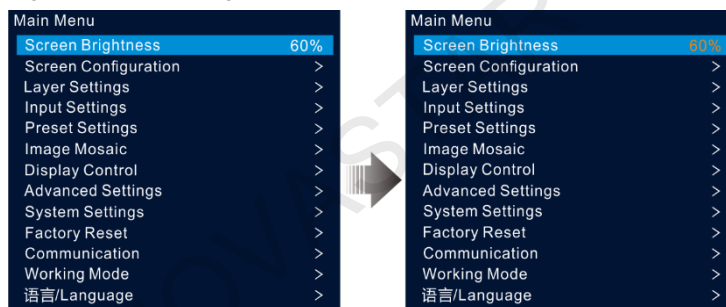 Main Menu
Screen Brightness 60%
Screen Configuration >
Layer Settings >
Input Settings >
Preset Settings >
Image Mosaic >
Display Control >
Advanced Settings >
System Settings >
Factory Reset >
Communication >
Working Mode >
语言/Language >
Main Menu
Screen Brightness 60%
Screen Configuration >
Layer Settings >
Input Settings >
Preset Settings >
Image Mosaic >
Display Control >
Advanced Settings >
System Settings >
Factory Reset >
Communication >
Working Mode >
语言/Language >